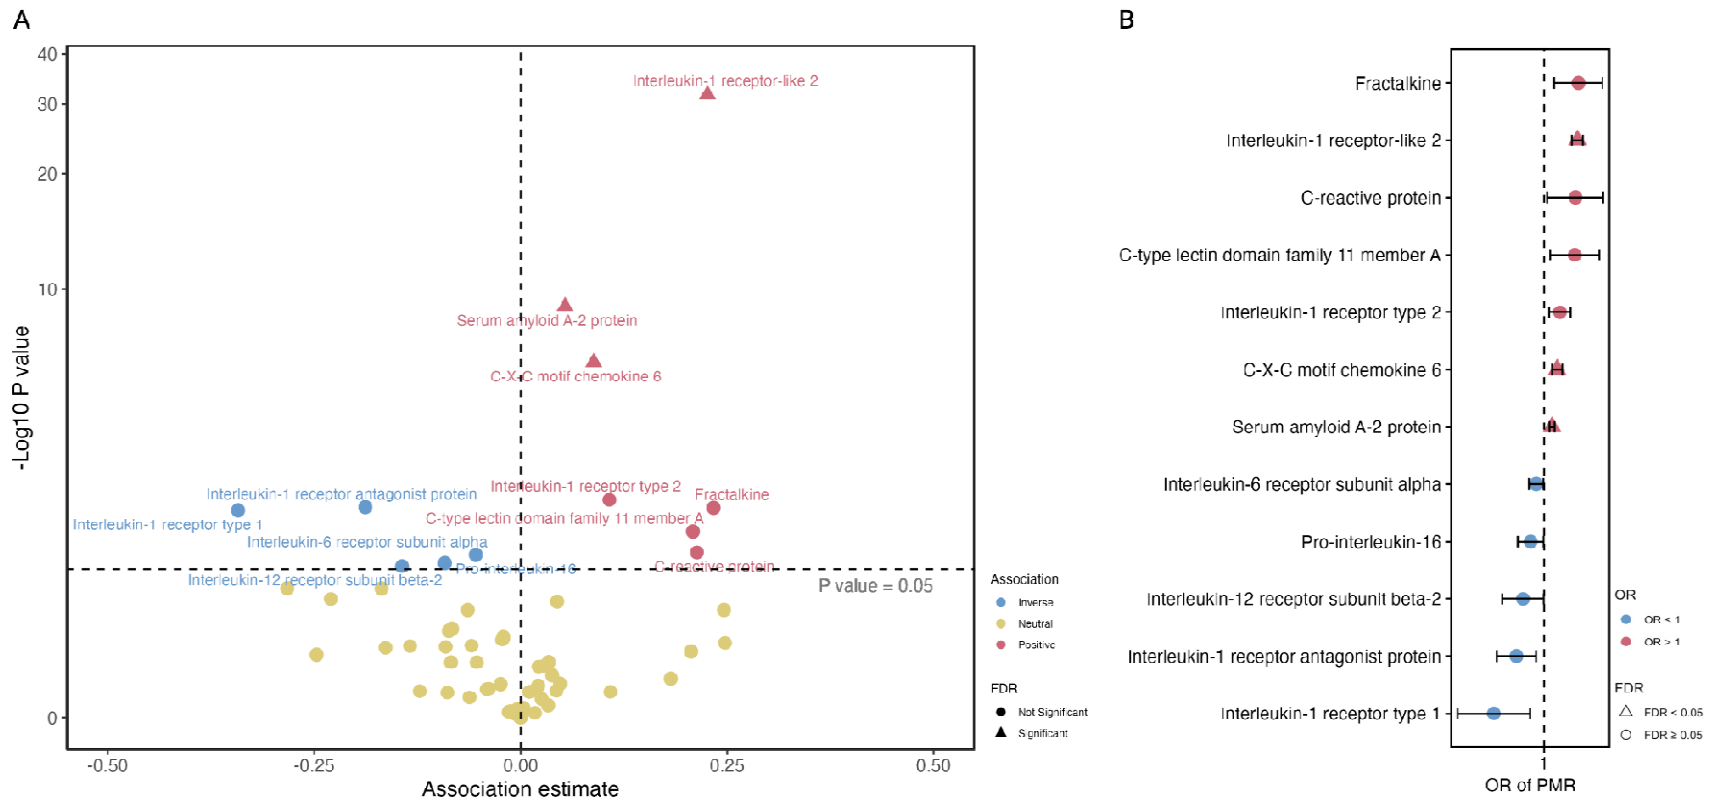 A
B
40
30
20
10
0
-Log10 P value
Interleukin-1 receptor-like 2
Serum amyloid A-2 protein
C-X-C motif chemokine 6
Interleukin-1 receptor antagonist protein
Interleukin-1 receptor type 2
Fractalkine
Interleukin-1 receptor type 1
C-type lectin domain family 11 member A
Interleukin-6 receptor subunit alpha
Pro-interleukin-16
C-reactive protein
Interleukin-12 receptor subunit beta-2
P value = 0.05
-0.50
-0.25
0.00
0.25
0.50
Association estimate
Association
Inverse
Neutral
Positive
FDR
Not Significant
Significant
Fractalkine
Interleukin-1 receptor-like 2
C-reactive protein
C-type lectin domain family 11 member A
Interleukin-1 receptor type 2
C-X-C motif chemokine 6
Serum amyloid A-2 protein
Interleukin-6 receptor subunit alpha
Pro-interleukin-16
Interleukin-12 receptor subunit beta-2
Interleukin-1 receptor antagonist protein
Interleukin-1 receptor type 1
1
OR of PMR
OR
OR < 1
OR > 1
FDR
FDR < 0.05
FDR ≥ 0.05